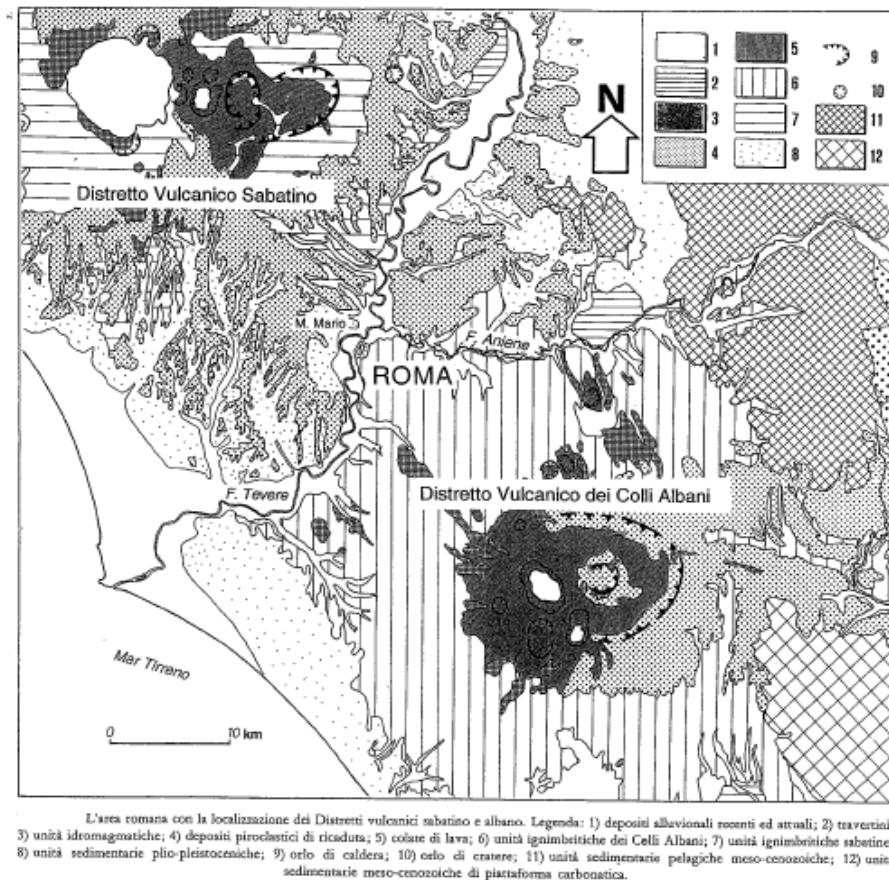 1 5 9
2 6 10
3 7 11
4 8 12
N
Distretto Vulcanico Sabatino
M. Mario
F. Aniene
ROMA
Distretto Vulcanico dei Colli Albani
F. Tevere
Mar Tirreno
0 10 km
L'area romana con la localizzazione dei Distretti vulcanici sabatino e albano. Legenda: 1) depositi alluvionali recenti ed attuali; 2) travertini
3) unità idromagmatiche; 4) depositi piroclastici di ricaduta; 5) colate di lava; 6) unità ignimbritiche dei Colli Albani; 7) unità ignimbritiche sabatine
8) unità sedimentarie plio-pleistoceniche; 9) orlo di caldera; 10) orlo di cratere; 11) unità sedimentarie pelagiche meso-cenozoiche; 12) unità
sedimentarie meso-cenozoiche di piattaforma carbonatica.